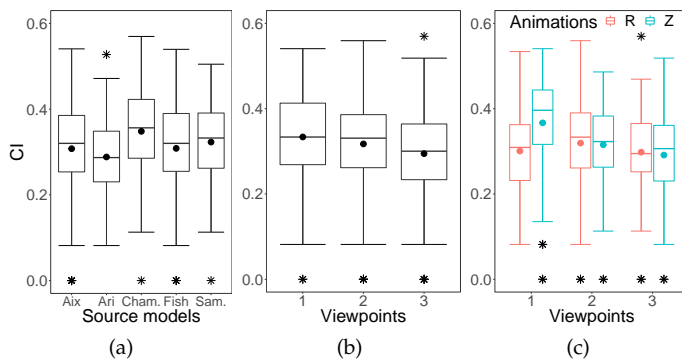 Animations R Z
0.6
0.4
0.2
0.0
CI
Aix Ari Cham. Fish Sam.
Source models
(a)
0.6
0.4
0.2
0.0
1 2 3
Viewpoints
(b)
0.6
0.4
0.2
0.0
1 2 3
Viewpoints
(c)